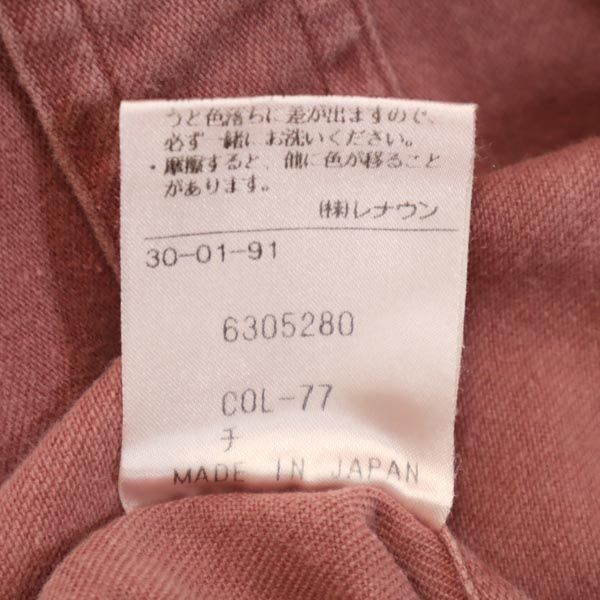 うと色落ちに差が出ますので、
必ず一緒にお洗いください。
・摩擦すると、他に色が移ること
があります。
(株)レナウン
30-01-91
6305280
COL-77
チ
MADE IN JAPAN